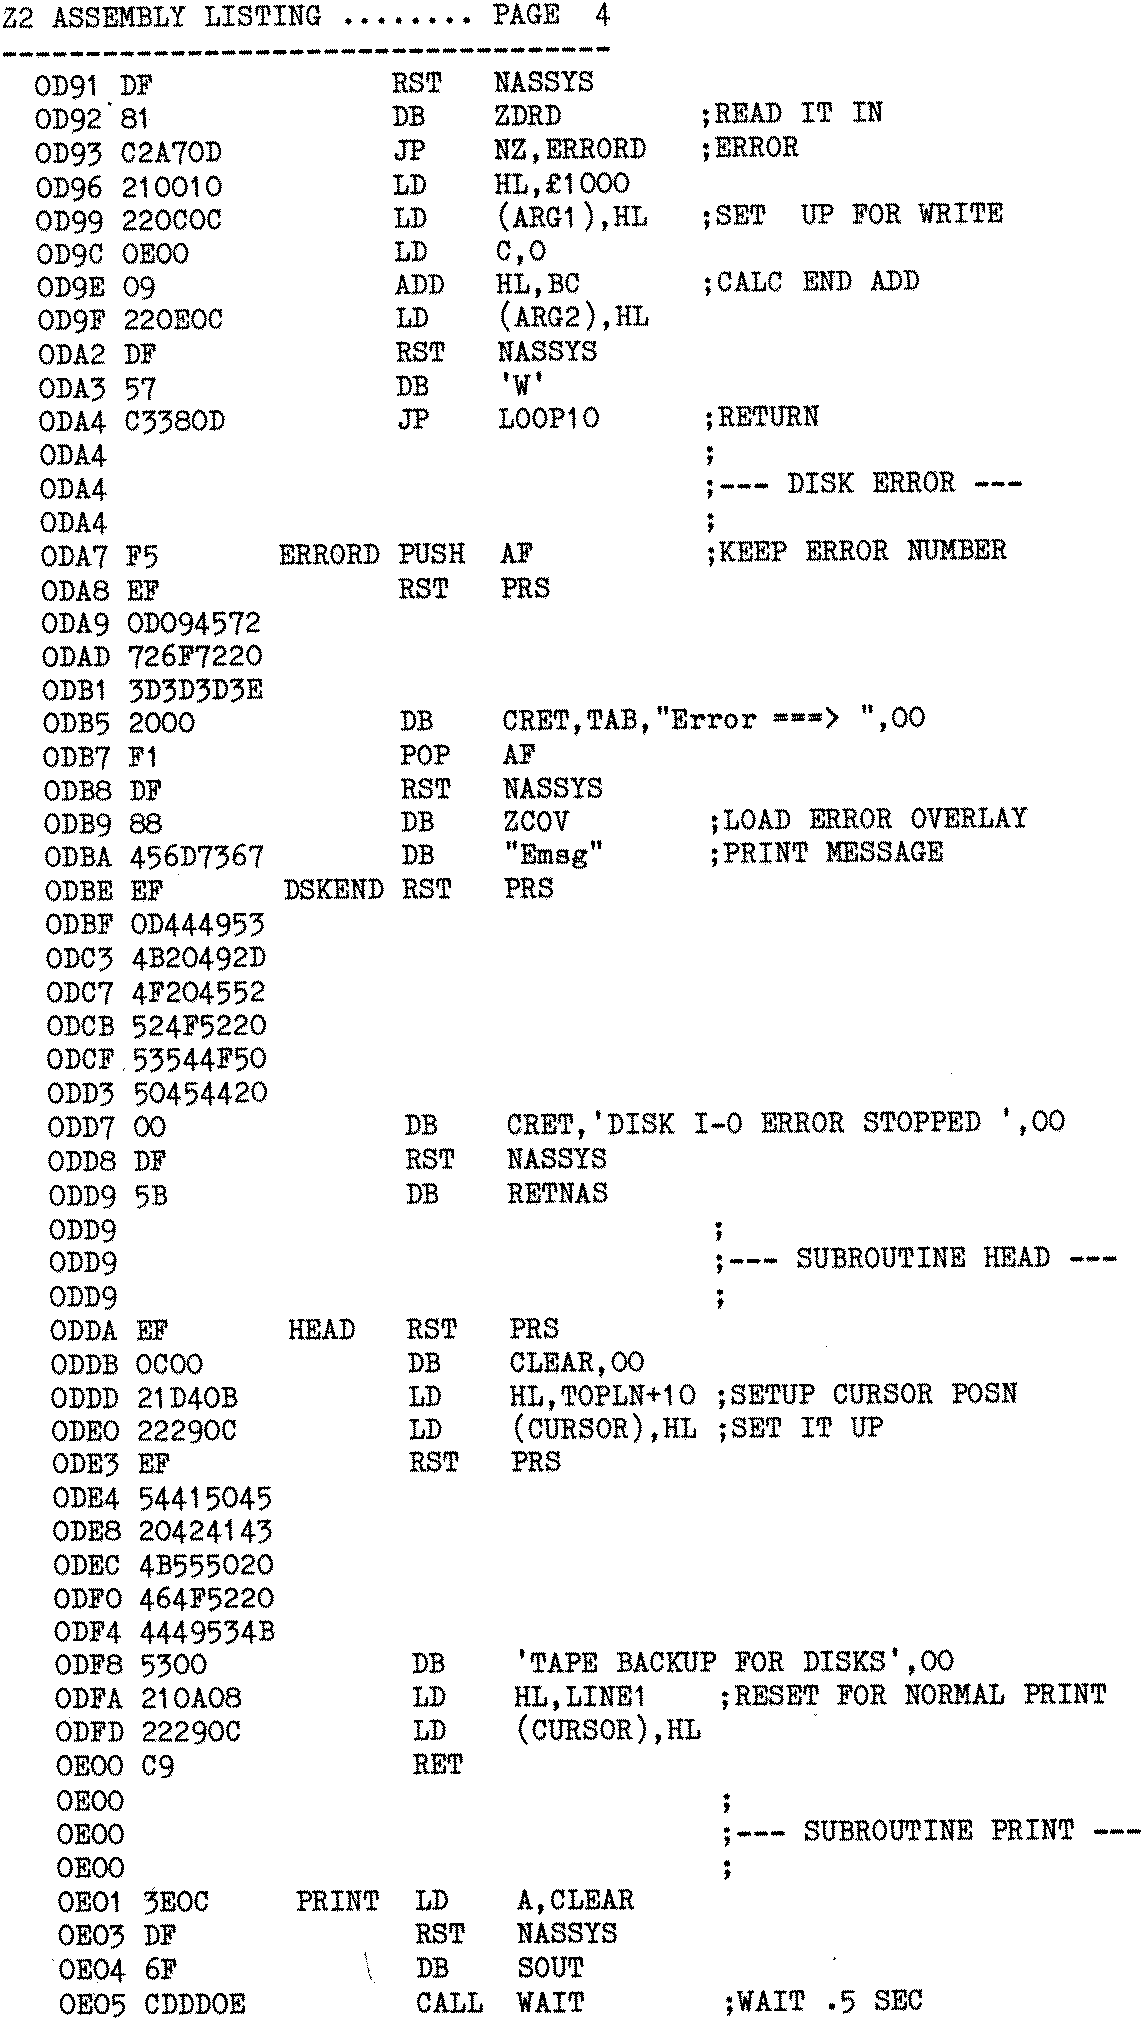 Z2 ASSEMBLY LISTING ........ PAGE  4
------------------------------------
0D91 DF               RST   NASSYS
0D92 81               DB    ZDRD        ;READ IT IN
0D93 C2A70D           JP    NZ,ERRORD   ;ERROR
0D96 210010           LD    HL,£1000
0D99 220C0C           LD    (ARG1),HL   ;SET  UP FOR WRITE
0D9C 0E00             LD    C,0
0D9E 09               ADD   HL,BC       ;CALC END ADD
0D9F 220E0C           LD    (ARG2),HL
0DA2 DF               RST   NASSYS
0DA3 57               DB    'W'
0DA4 C3380D           JP    LOOP10      ;RETURN
0DA4                                    ;
0DA4                                    ;--- DISK ERROR ---
0DA4                                    ;
0DA7 F5        ERRORD PUSH  AF          ;KEEP ERROR NUMBER
0DA8 EF               RST   PRS
0DA9 0D094572
0DAD 726F7220
0DB1 3D3D3D3E
0DB5 2000             DB    CRET,TAB,"Error ===> ",00
0DB7 F1               POP   AF
0DB8 DF               RST   NASSYS
0DB9 88               DB    ZCOV        ;LOAD ERROR OVERLAY
0DBA 456D7367         DB    "Emsg"      ;PRINT MESSAGE
0DBE EF        DSKEND RST   PRS
0DBF 0D444953
0DC3 4B20492D
0DC7 4F204552
0DCB 524F5220
0DCF 53544F50
0DD3 50454420
0DD7 00               DB    CRET,'DISK I-O ERROR STOPPED ',00
0DD8 DF               RST   NASSYS
0DD9 5B               DB    RETNAS
0DD9                                    ;
0DD9                                    ;--- SUBROUTINE HEAD ---
0DD9                                    ;
0DDA EF        HEAD   RST   PRS
0DDB 0C00             DB    CLEAR,00
0DDD 21D40B           LD    HL,TOPLN+10 ;SETUP CURSOR POSN
0DE0 22290C           LD    (CURSOR),HL ;SET IT UP
0DE3 EF               RST   PRS
0DE4 54415045
0DE8 20424143
0DEC 4B555020
0DF0 464F5220
0DF4 4449534B
0DF8 5300             DB    'TAPE BACKUP FOR DISKS',00
0DFA 210A08           LD    HL,LINE1    ;RESET FOR NORMAL PRINT
0DFD 22290C           LD    (CURSOR),HL
0E00 C9               RET
0E00                                    ;
0E00                                    ;--- SUBROUTINE PRINT ---
0E00                                    ;
0E01 3E0C      PRINT  LD    A,CLEAR
0E03 DF               RST   NASSYS
0E04 6F               DB    SOUT
0E05 CDDD0E           CALL  WAIT        ;WAIT .5 SEC